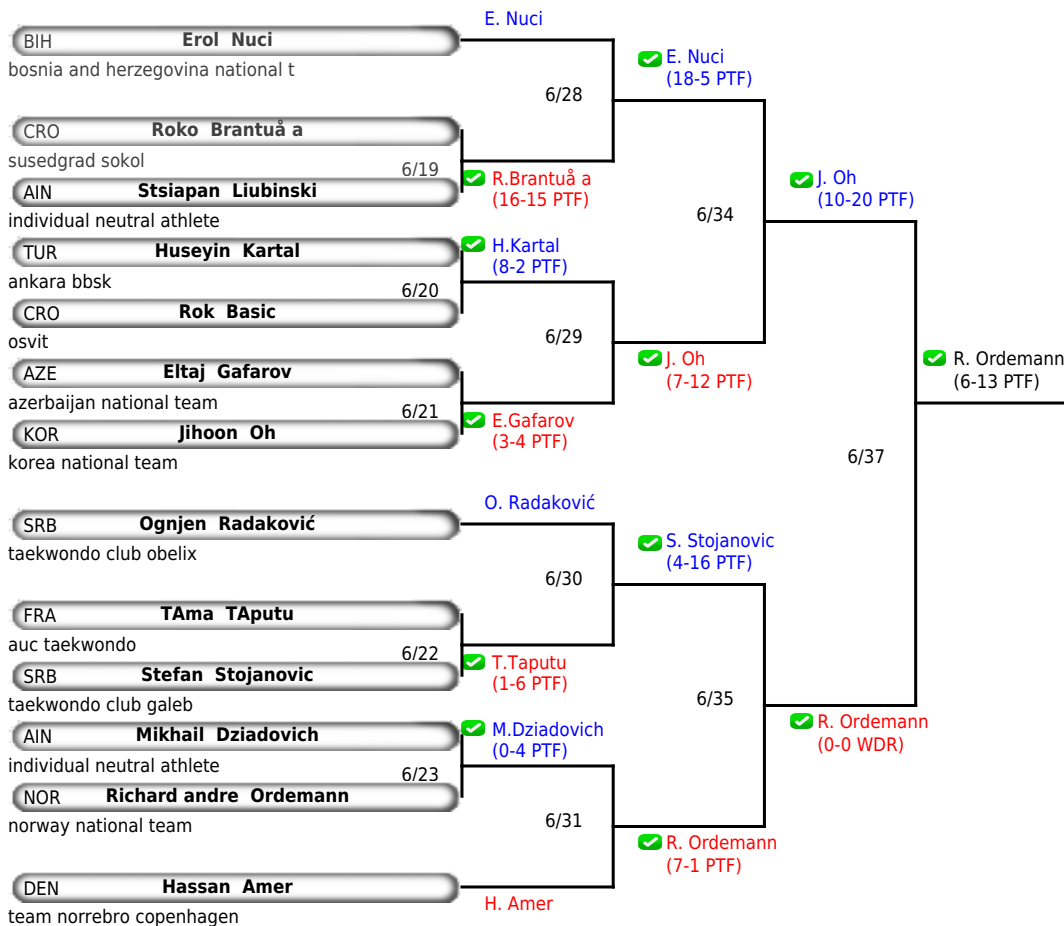 E. Nuci
BIH Erol Nuci
bosnia and herzegovina national t
E. Nuci
(18-5 PTF)
6/28
CRO Roko Brantuå a
susedgrad sokol
6/19
R.Brantuå a
(16-15 PTF)
AIN Stsiapan Liubinski
individual neutral athlete
J. Oh
(10-20 PTF)
6/34
TUR Huseyin Kartal
ankara bbsk
H.Kartal
(8-2 PTF)
6/20
CRO Rok Basic
osvit
6/29
AZE Eltaj Gafarov
azerbaijan national team
J. Oh
(7-12 PTF)
6/21
E.Gafarov
(3-4 PTF)
KOR Jihoon Oh
korea national team
R. Ordemann
(6-13 PTF)
6/37
O. Radaković
SRB Ognjen Radaković
taekwondo club obelix
S. Stojanovic
(4-16 PTF)
6/30
FRA TAma TAputu
auc taekwondo
6/22
T.Taputu
(1-6 PTF)
SRB Stefan Stojanovic
taekwondo club galeb
6/35
R. Ordemann
(0-0 WDR)
AIN Mikhail Dziadovich
individual neutral athlete
M.Dziadovich
(0-4 PTF)
6/23
NOR Richard andre Ordemann
norway national team
6/31
R. Ordemann
(7-1 PTF)
DEN Hassan Amer
team norrebro copenhagen
H. Amer